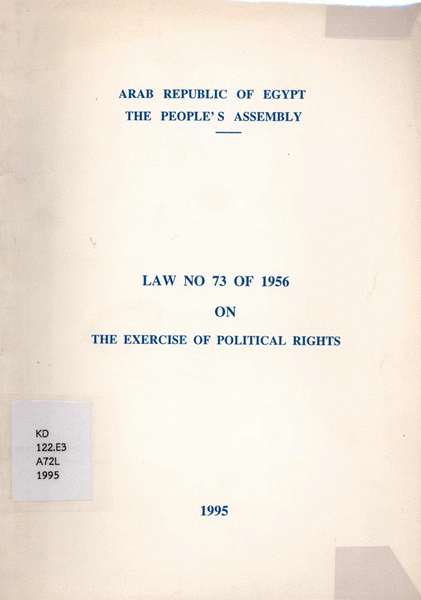 ARAB REPUBLIC OF EGYPT
THE PEOPLE'S ASSEMBLY
LAW NO 73 OF 1956
ON
THE EXERCISE OF POLITICAL RIGHTS
KD
122.E3
A72L
1995
1995